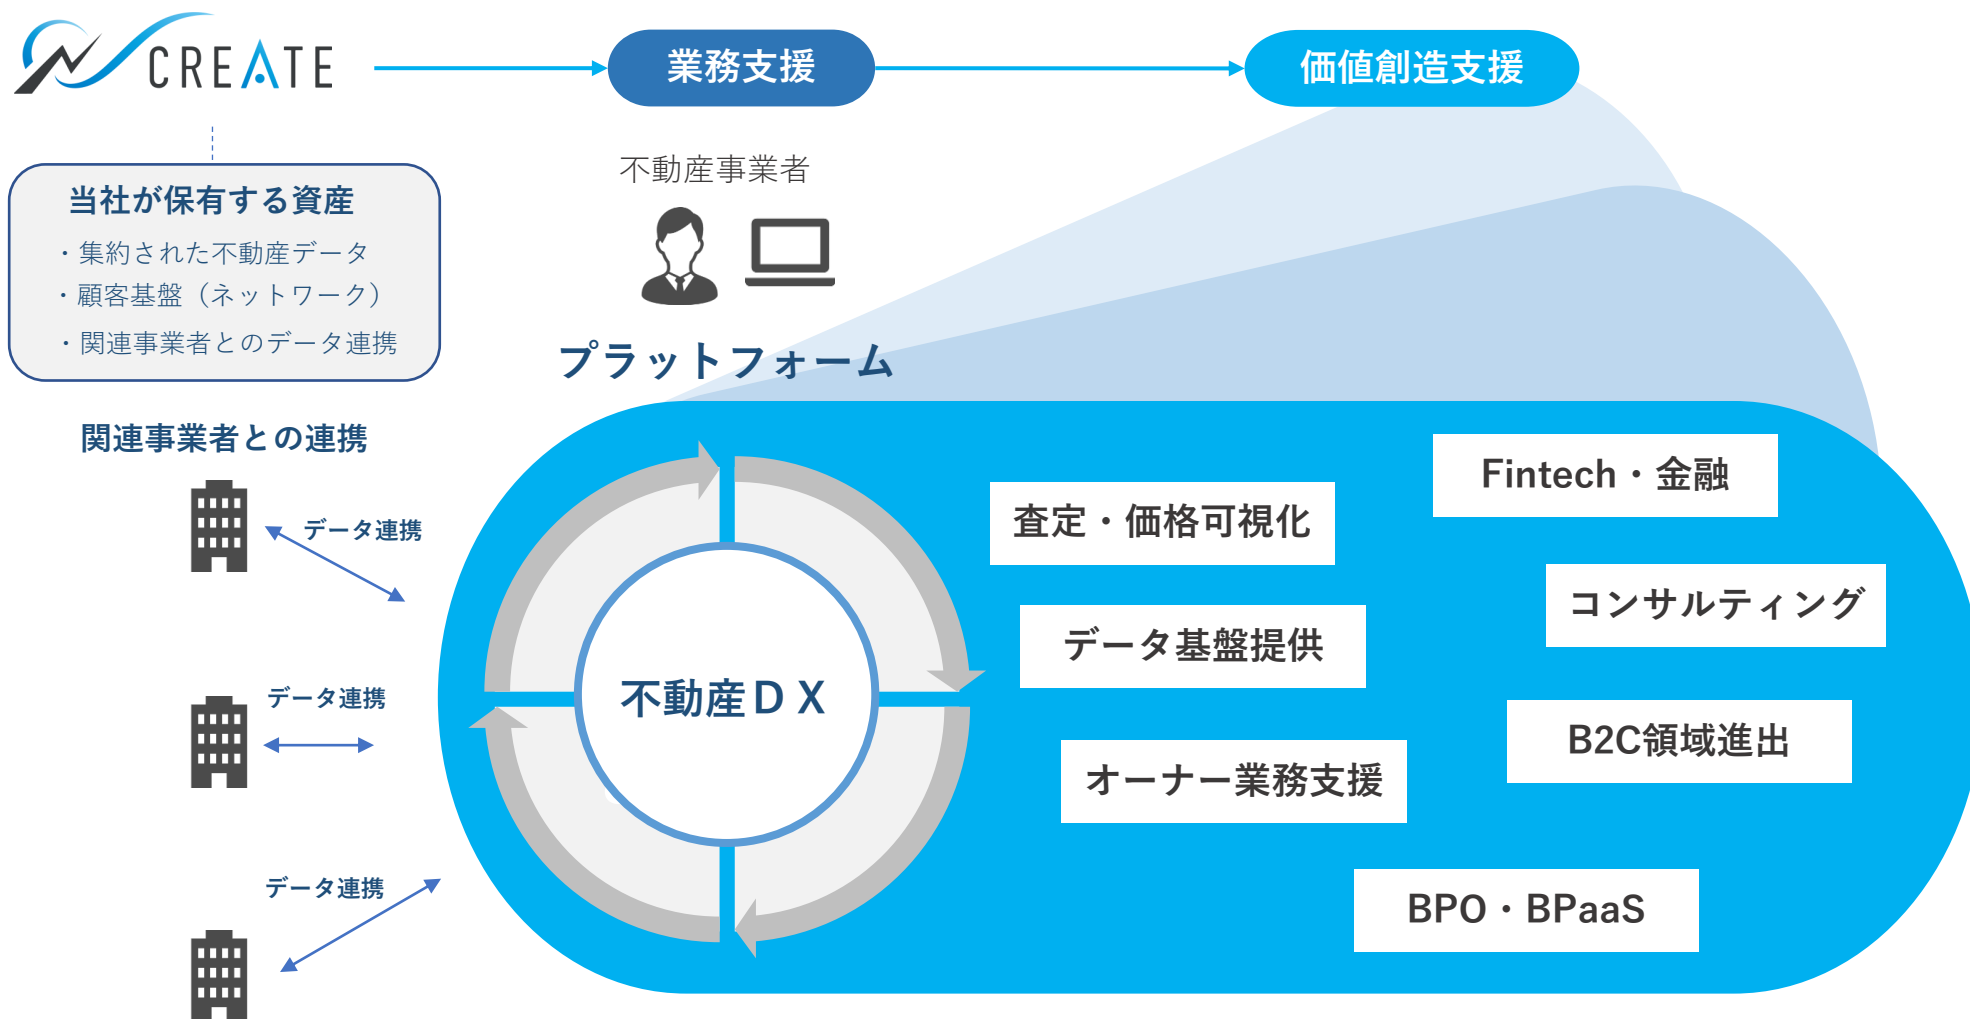 CREATE
業務支援
価値創造支援
当社が保有する資産
・集約された不動産データ
・顧客基盤（ネットワーク）
・関連事業者とのデータ連携
不動産事業者
プラットフォーム
関連事業者との連携
データ連携
データ連携
データ連携
不動産ＤＸ
Fintech・金融
査定・価格可視化
コンサルティング
データ基盤提供
B2C領域進出
オーナー業務支援
BPO・BPaaS